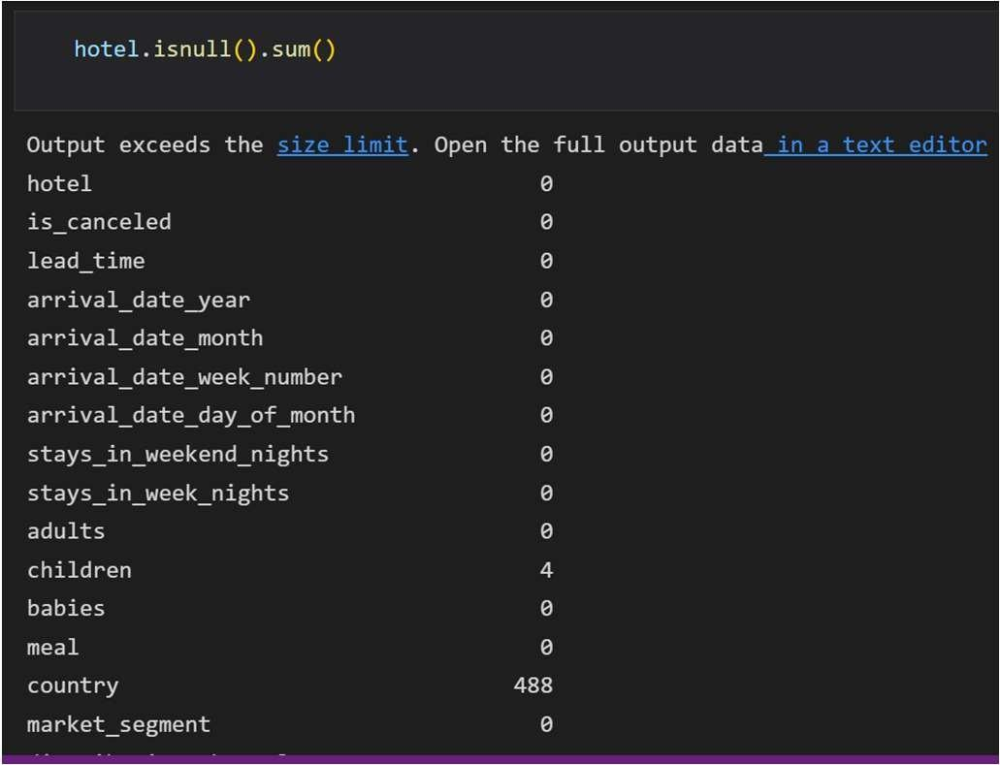 hotel.isnull().sum()
Output exceeds the size limit. Open the full output data in a text editor
hotel 0
is_canceled 0
lead_time 0
arrival_date_year 0
arrival_date_month 0
arrival_date_week_number 0
arrival_date_day_of_month 0
stays_in_weekend_nights 0
stays_in_week_nights 0
adults 0
children 4
babies 0
meal 0
country 488
market_segment 0